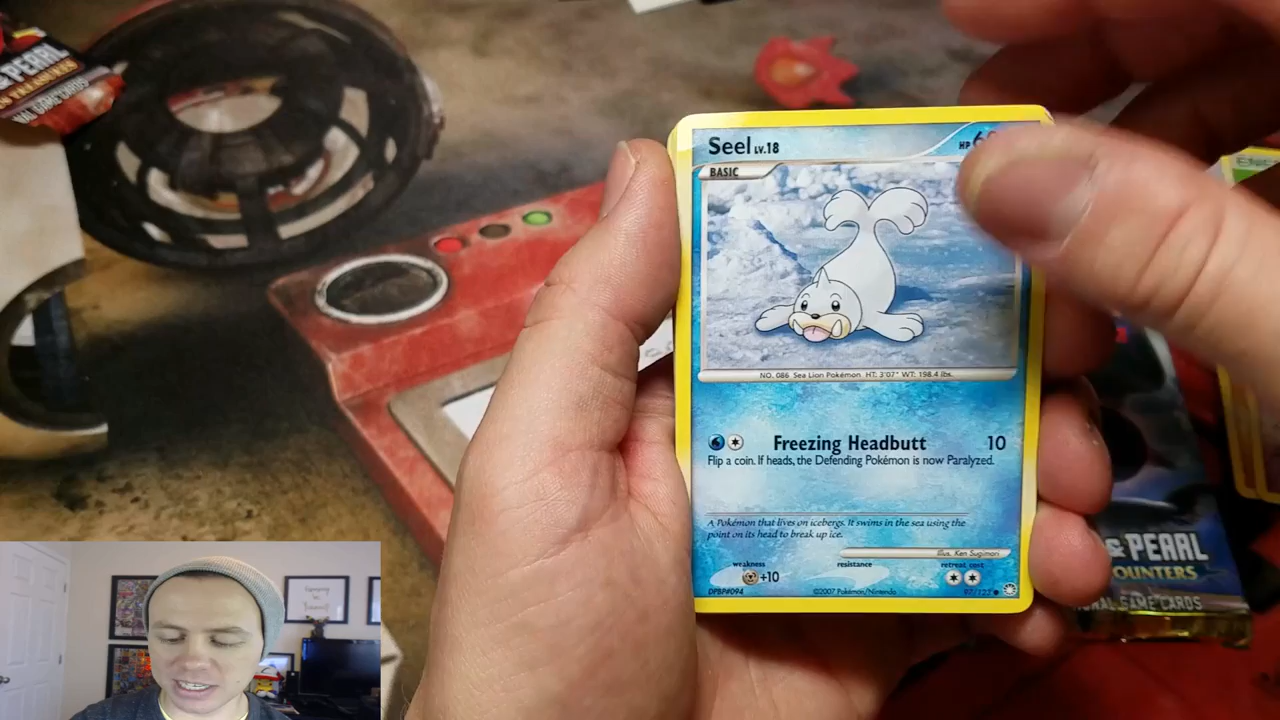 & PEARL
Seel LV.18
HP
BASIC
NO. 086 Sea Lion Pokémon HT: 3'07" WT: 198.4 lbs.
Freezing Headbutt 10
Flip a coin. If heads, the Defending Pokémon is now Paralyzed.
A Pokémon that lives on icebergs. It swims in the sea using the
point on its head to break up ice.
Illus. Ken Sugimori
weakness resistance retreat cost
+10
DPBP#094 ©2007 Pokémon/Nintendo 97/123
& PEARL
COUNTERS
GAME CARDS